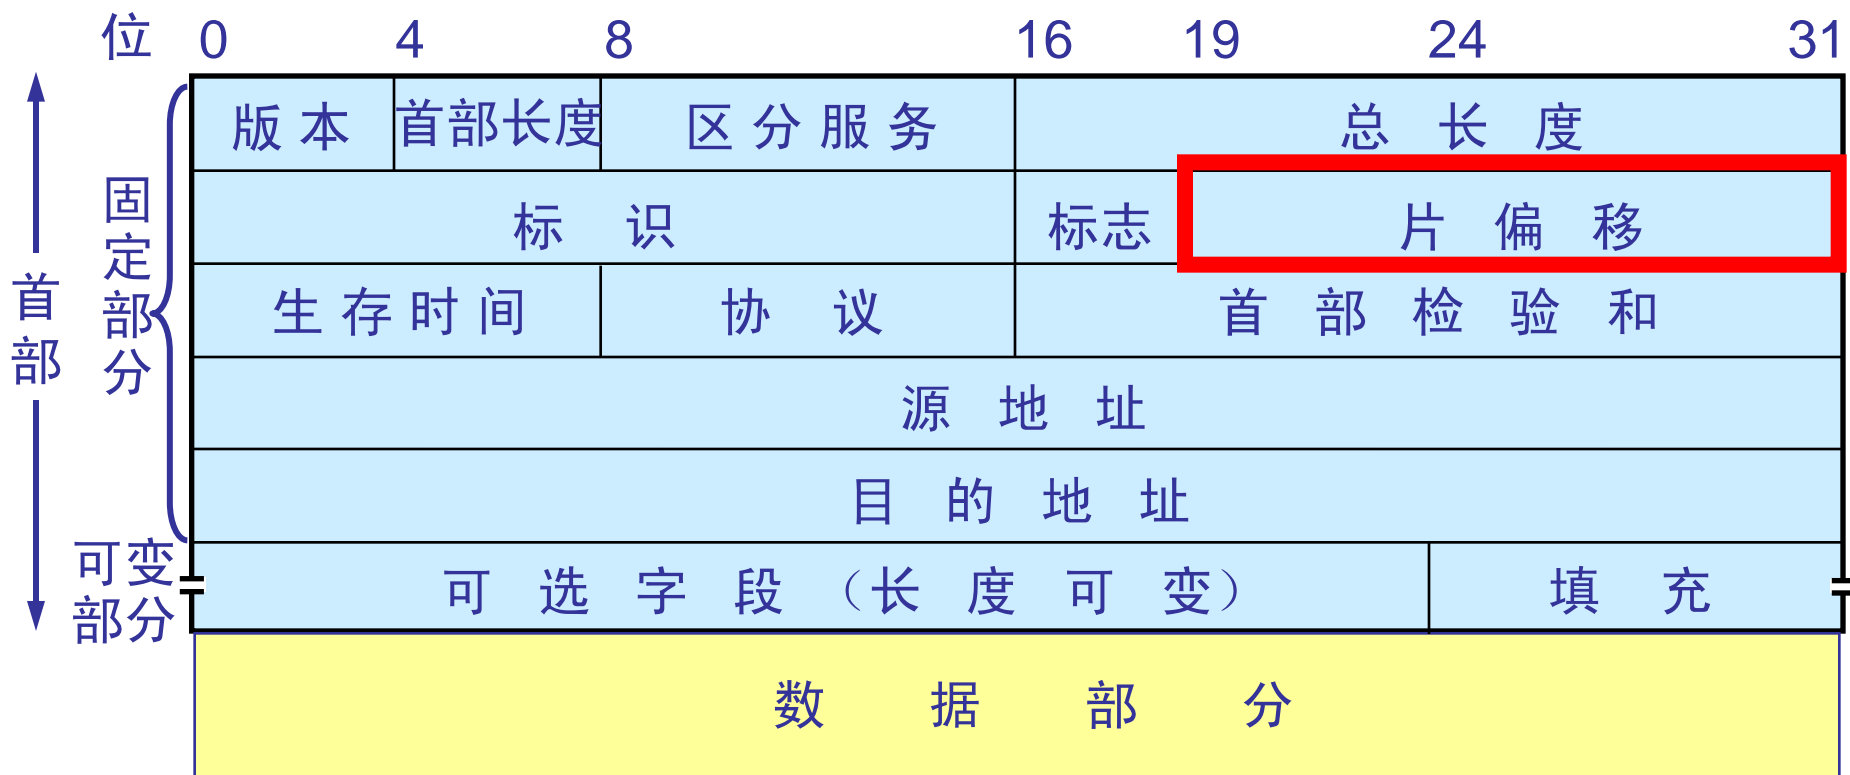 位 0 4 8 16 19 24 31
版本 首部长度 区分服务 总长度
标识 标志 片偏移
生存时间 协议 首部检验和
源地址
目的地址
可选字段（长度可变） 填充
数据部分
首部
固定部分
可变
部分